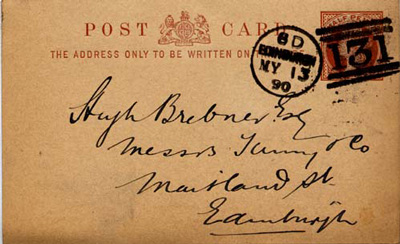 POST CARD
THE ADDRESS ONLY TO BE WRITTEN ON
8 D
EDINBURGH
MY 13
90
131
Hugh Brebner Esq
Messrs Tunny & Co
Maitland St
Edinburgh